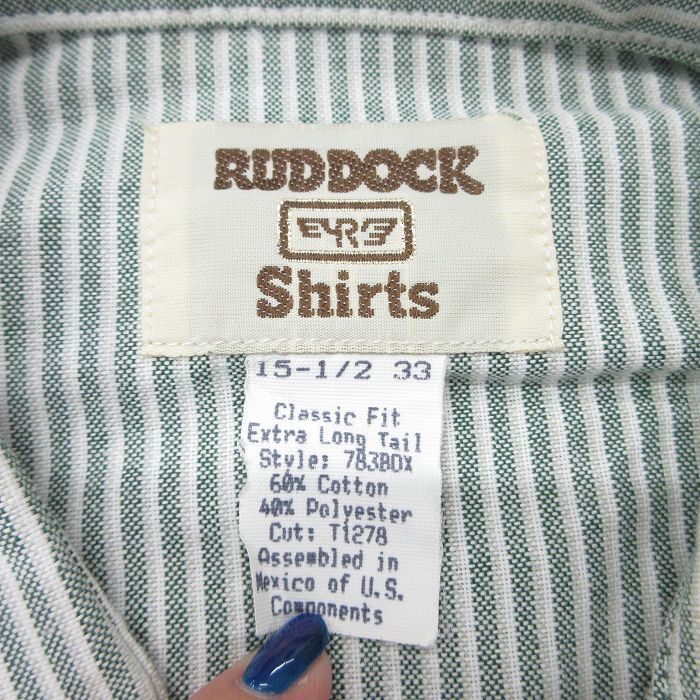 RUDDOCK
Shirts
15-1/2 33
Classic Fit
Extra Long Tail
Style: 783BOX
60% Cotton
40% Polyester
Cut: T1278
Assembled in
Mexico of U.S.
Components